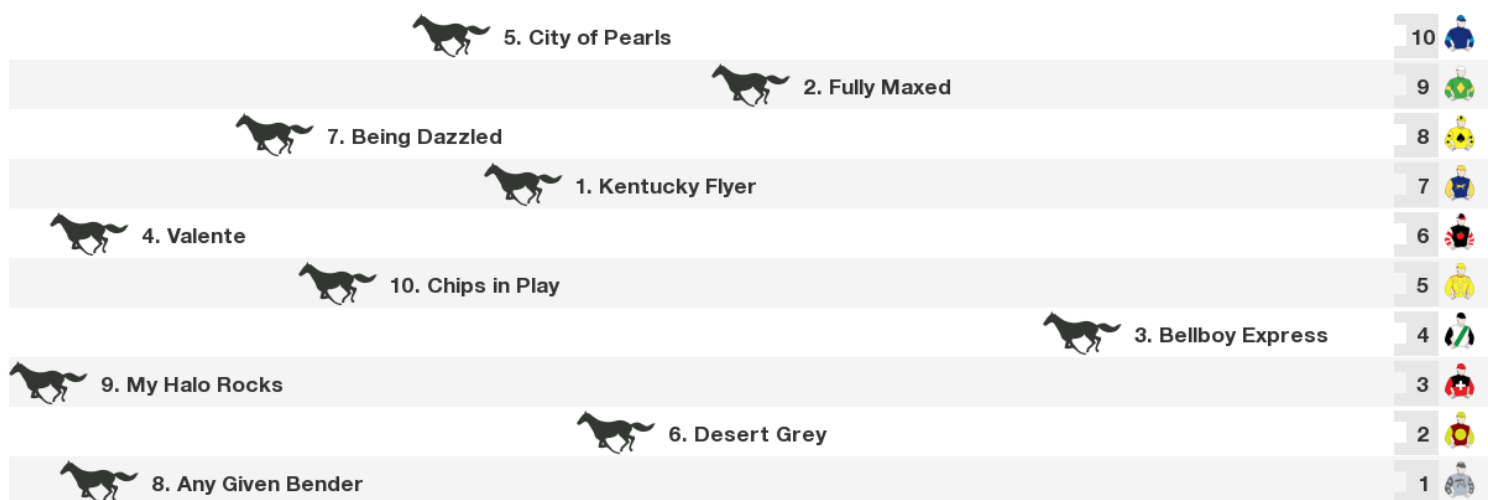 5. City of Pearls 10
2. Fully Maxed 9
7. Being Dazzled 8
1. Kentucky Flyer 7
4. Valente 6
10. Chips in Play 5
3. Bellboy Express 4
9. My Halo Rocks 3
6. Desert Grey 2
8. Any Given Bender 1